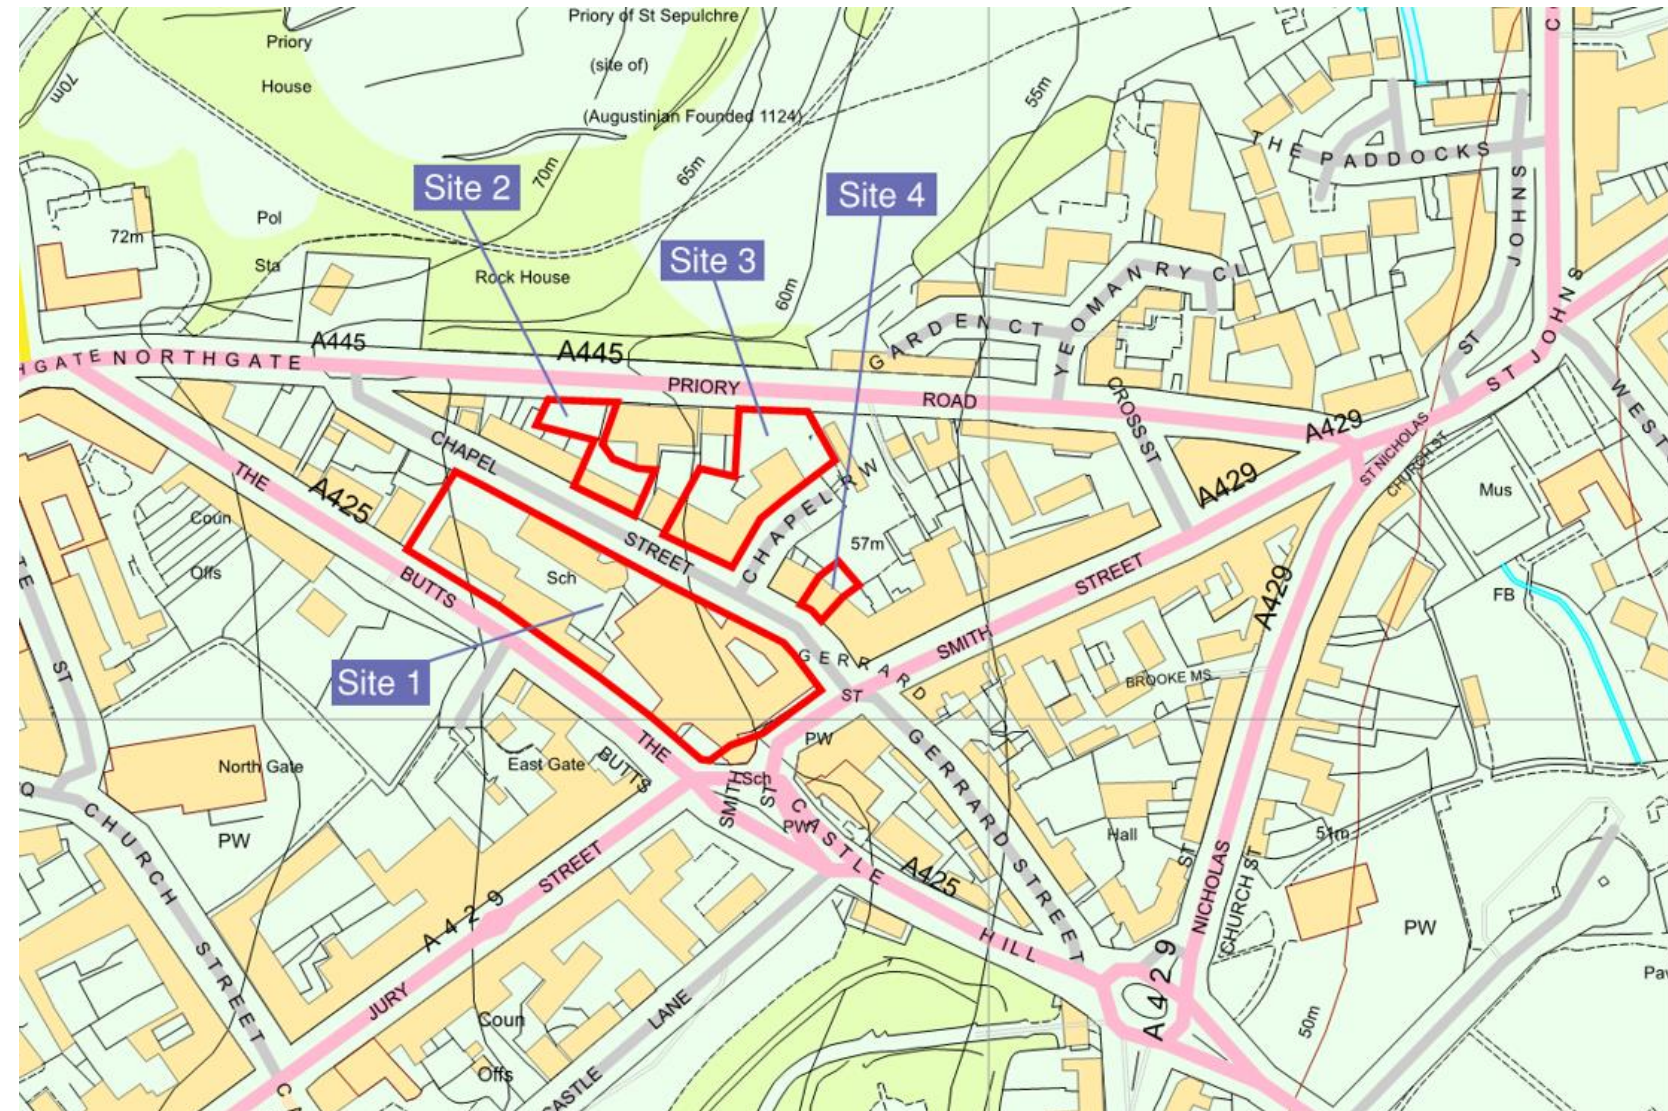 Priory of St Sepulchre
Priory
House
(site of)
(Augustinian Founded 1124)
70m
55m
70m
65m
THE PADDOCKS
Site 2
Site 4
Site 3
Pol
72m
Sta
Rock House
60m
JOHNS
ST
YEOMANRY CL
GARDEN CT
ST JOHNS
WEST
NORTHGATE
A445
A445
PRIORY
ROAD
CROSS ST
A429
ST NICHOLAS
CHURCH ST
CHAPEL
STREET
THE
BUTTS
A425
CHAPEL RW
A429
Mus
Coun
Offs
57m
Sch
STREET
SMITH
A429
FB
Site 1
GERRARD
ST
BROOKE MS
ST
North Gate
PW
East Gate
THE
BUTTS
PW
Sch
SMITH
ST
GERRARD STREET
CHURCH
STREET
CASTLE
HILL
PW
A425
Hall
51m
NICHOLAS
ST
CHURCH ST
PW
STREET
A429
JURY
A429
LANE
CASTLE
Coun
Offs
50m